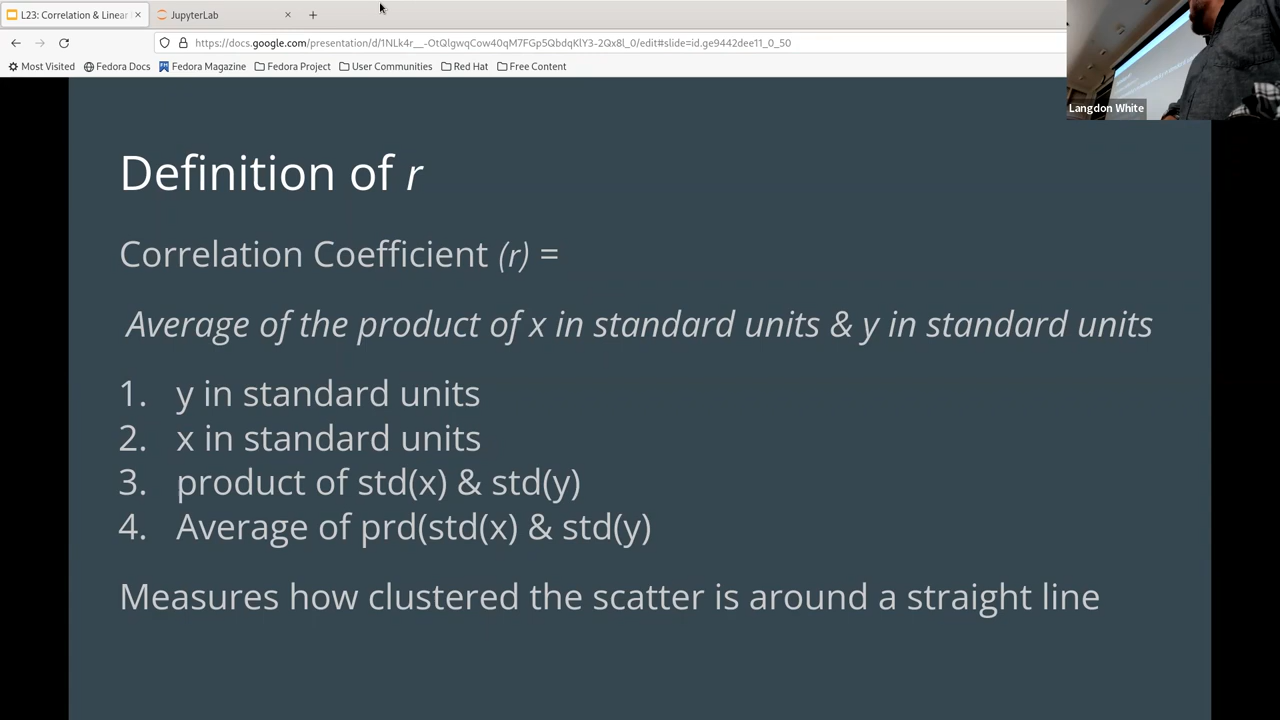 L23: Correlation & Linear
JupyterLab
https://docs.google.com/presentation/d/1NLk4r__-OtQlgwqCow40qM7FGp5QbdqKlY3-2Qx8l_0/edit#slide=id.ge9442dee11_0_50
Most Visited Fedora Docs Fedora Magazine Fedora Project User Communities Red Hat Free Content
Langdon White
Definition of r
Correlation Coefficient (r) =
Average of the product of x in standard units & y in standard units
1. y in standard units
2. x in standard units
3. product of std(x) & std(y)
4. Average of prd(std(x) & std(y)
Measures how clustered the scatter is around a straight line